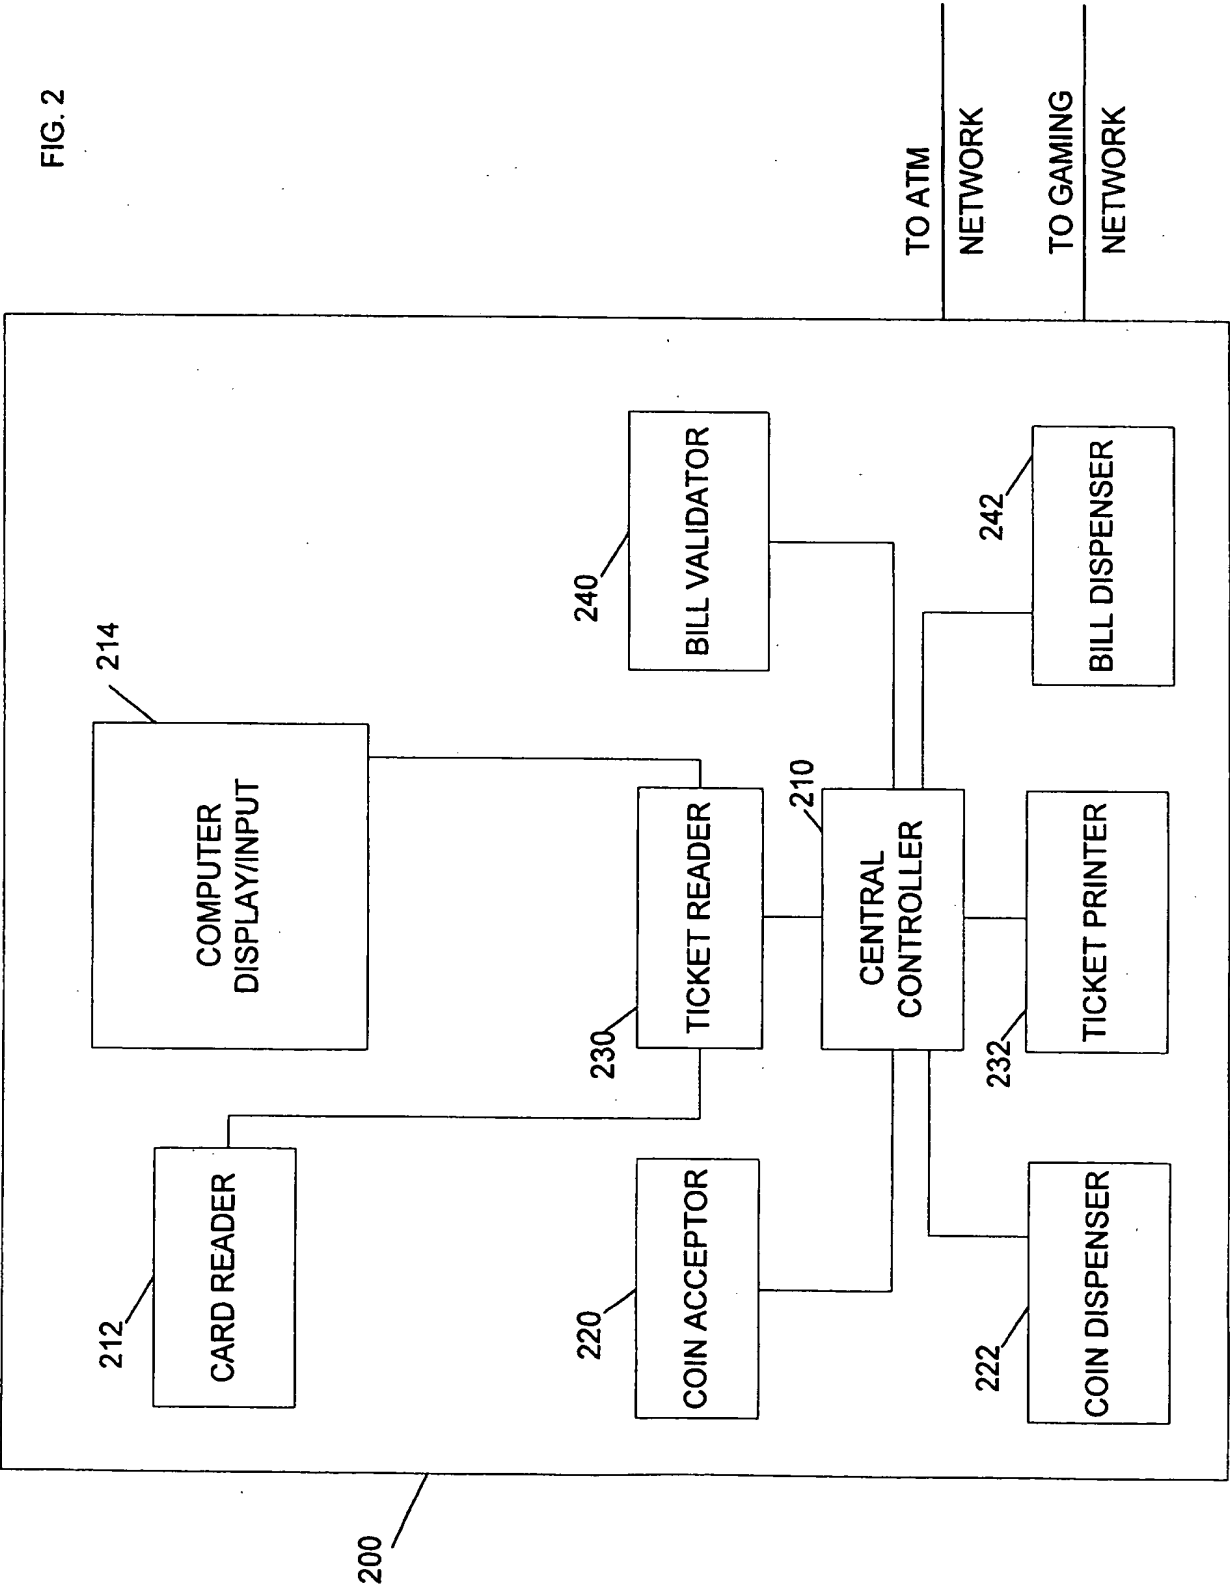 FIG. 2
214
COMPUTER
DISPLAY/INPUT
212
CARD READER
240
BILL VALIDATOR
230
TICKET READER
220
COIN ACCEPTOR
210
CENTRAL
CONTROLLER
TO ATM
NETWORK
TO GAMING
NETWORK
242
BILL DISPENSER
232
TICKET PRINTER
222
COIN DISPENSER
200